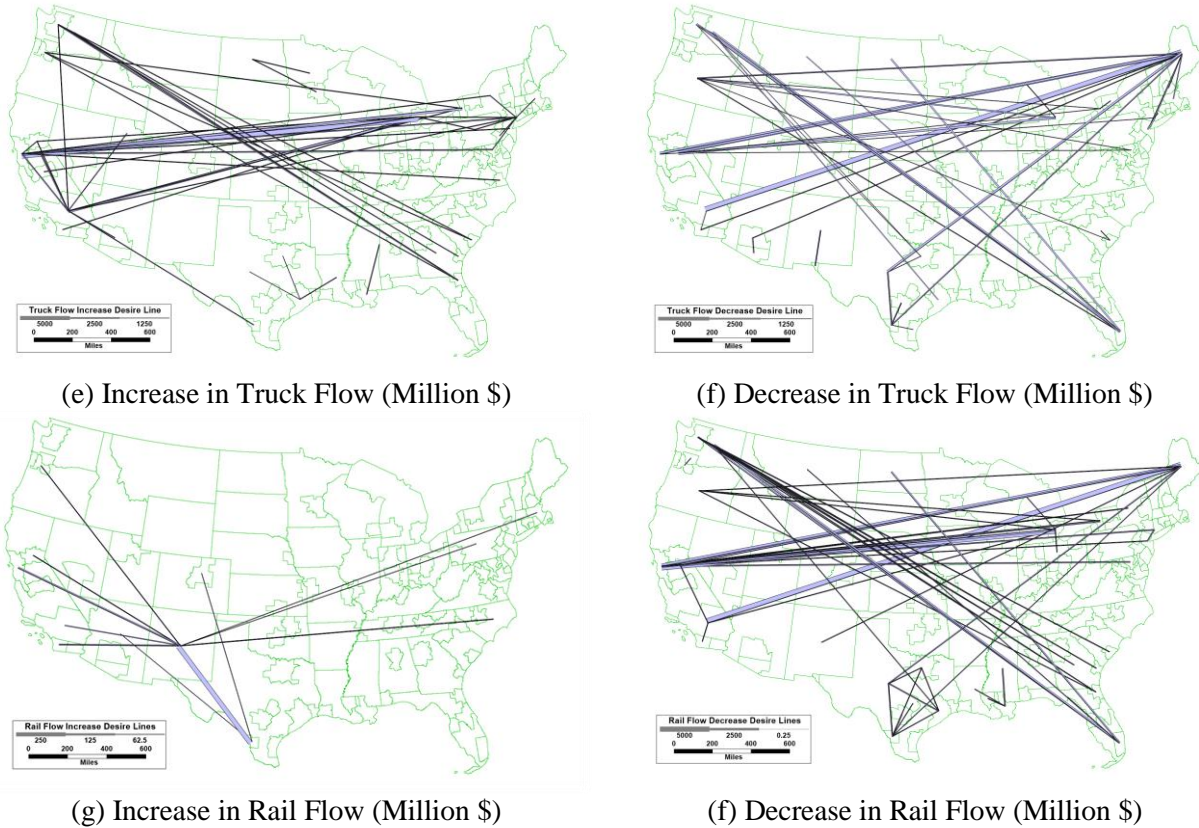 Truck Flow Increase Desire Line
5000 2500 1250
0 200 400 600
Miles
Truck Flow Decrease Desire Line
5000 2500 1250
0 200 400 600
Miles
(e) Increase in Truck Flow (Million $)
(f) Decrease in Truck Flow (Million $)
Rail Flow Increase Desire Lines
250 125 62.5
0 200 400 600
Miles
Rail Flow Decrease Desire Lines
5000 2500 0.25
0 200 400 600
Miles
(g) Increase in Rail Flow (Million $)
(f) Decrease in Rail Flow (Million $)